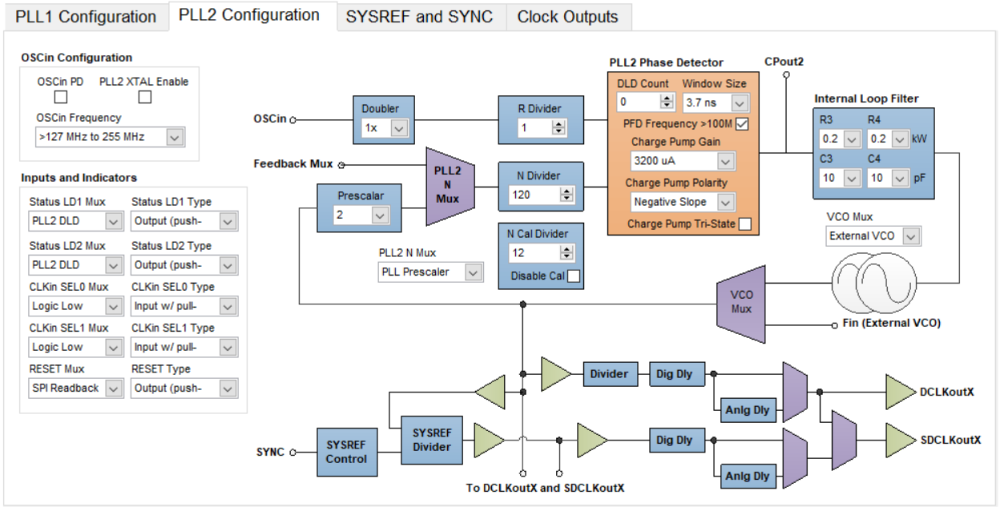 PLL1 Configuration PLL2 Configuration SYSREF and SYNC Clock Outputs
OSCin Configuration
OSCin PD PLL2 XTAL Enable
OSCin Frequency
>127 MHz to 255 MHz
Inputs and Indicators
Status LD1 Mux Status LD1 Type
PLL2 DLD Output (push-
Status LD2 Mux Status LD2 Type
PLL2 DLD Output (push-
CLKin SEL0 Mux CLKin SEL0 Type
Logic Low Input w/ pull-
CLKin SEL1 Mux CLKin SEL1 Type
Logic Low Input w/ pull-
RESET Mux RESET Type
SPI Readback Output (push-
OSCin
Doubler
1x
R Divider
1
Feedback Mux
Prescalar
2
PLL2
N
Mux
N Divider
120
N Cal Divider
12
Disable Cal
PLL2 N Mux
PLL Prescaler
PLL2 Phase Detector
DLD Count Window Size
0 3.7 ns
PFD Frequency >100M
Charge Pump Gain
3200 uA
Charge Pump Polarity
Negative Slope
Charge Pump Tri-State
CPout2
Internal Loop Filter
R3 R4
0.2 0.2 kW
C3 C4
10 10 pF
VCO Mux
External VCO
VCO
Mux
Fin (External VCO)
Divider Dig Dly
Anlg Dly
DCLKoutX
SYNC
SYSREF
Control
SYSREF
Divider
Dig Dly
Anlg Dly
SDCLKoutX
To DCLKoutX and SDCLKoutX